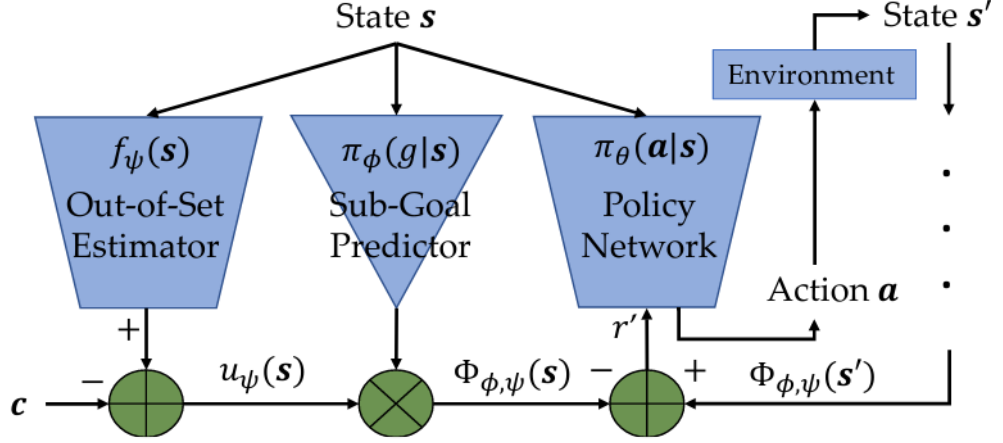 State s
State s′
Environment
f_ψ(s)
Out-of-Set
Estimator
π_ϕ(g|s)
Sub-Goal
Predictor
π_θ(a|s)
Policy
Network
Action a
+
r′
−
u_ψ(s)
Φ_ϕ,ψ(s)
−
+
Φ_ϕ,ψ(s′)
c